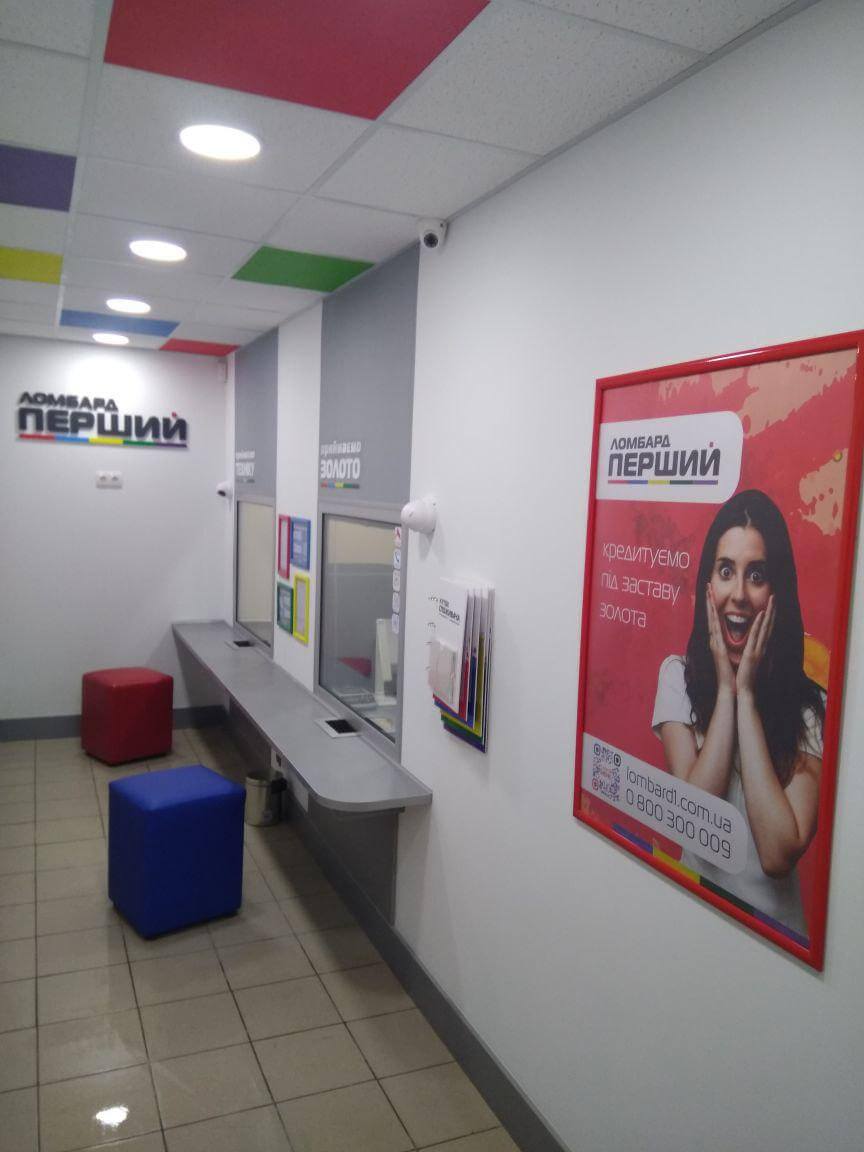 ЛОМБАРД
ПЕРШИЙ
приймаємо
ТЕХНІКУ
приймаємо
ЗОЛОТО
СПОЖИВАЧА
ЛОМБАРД
ПЕРШИЙ
кредитуємо
під заставу
золота
lombard1.com.ua
0 800 300 009